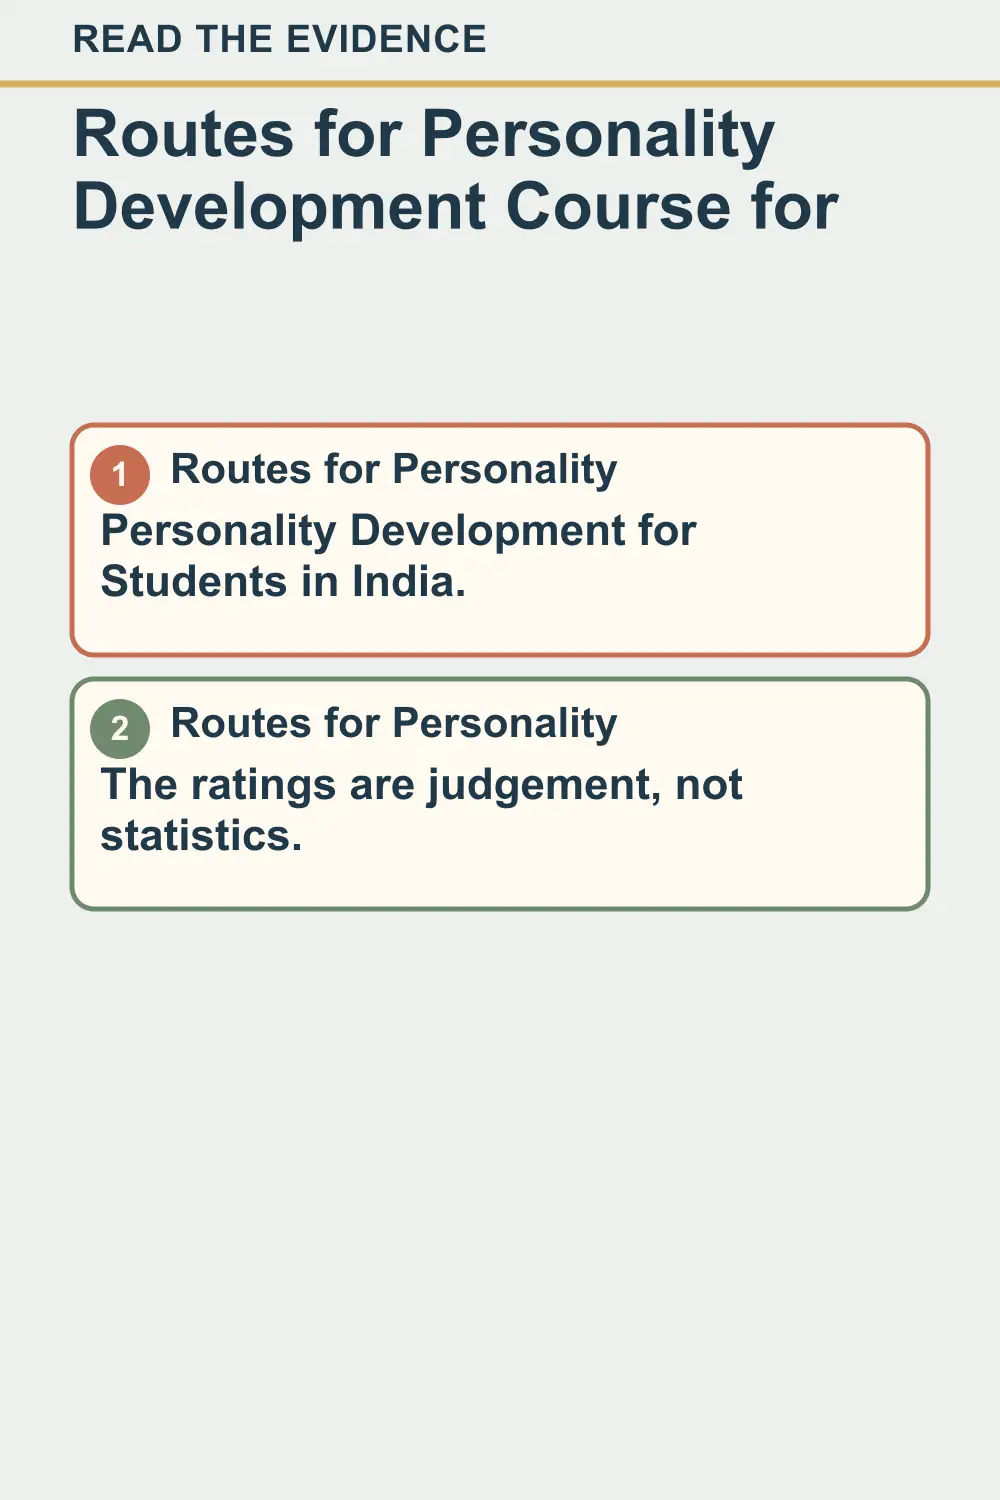 READ THE EVIDENCE
Routes for Personality
Development Course for
1 Routes for Personality
Personality Development for
Students in India.
2 Routes for Personality
The ratings are judgement, not
statistics.